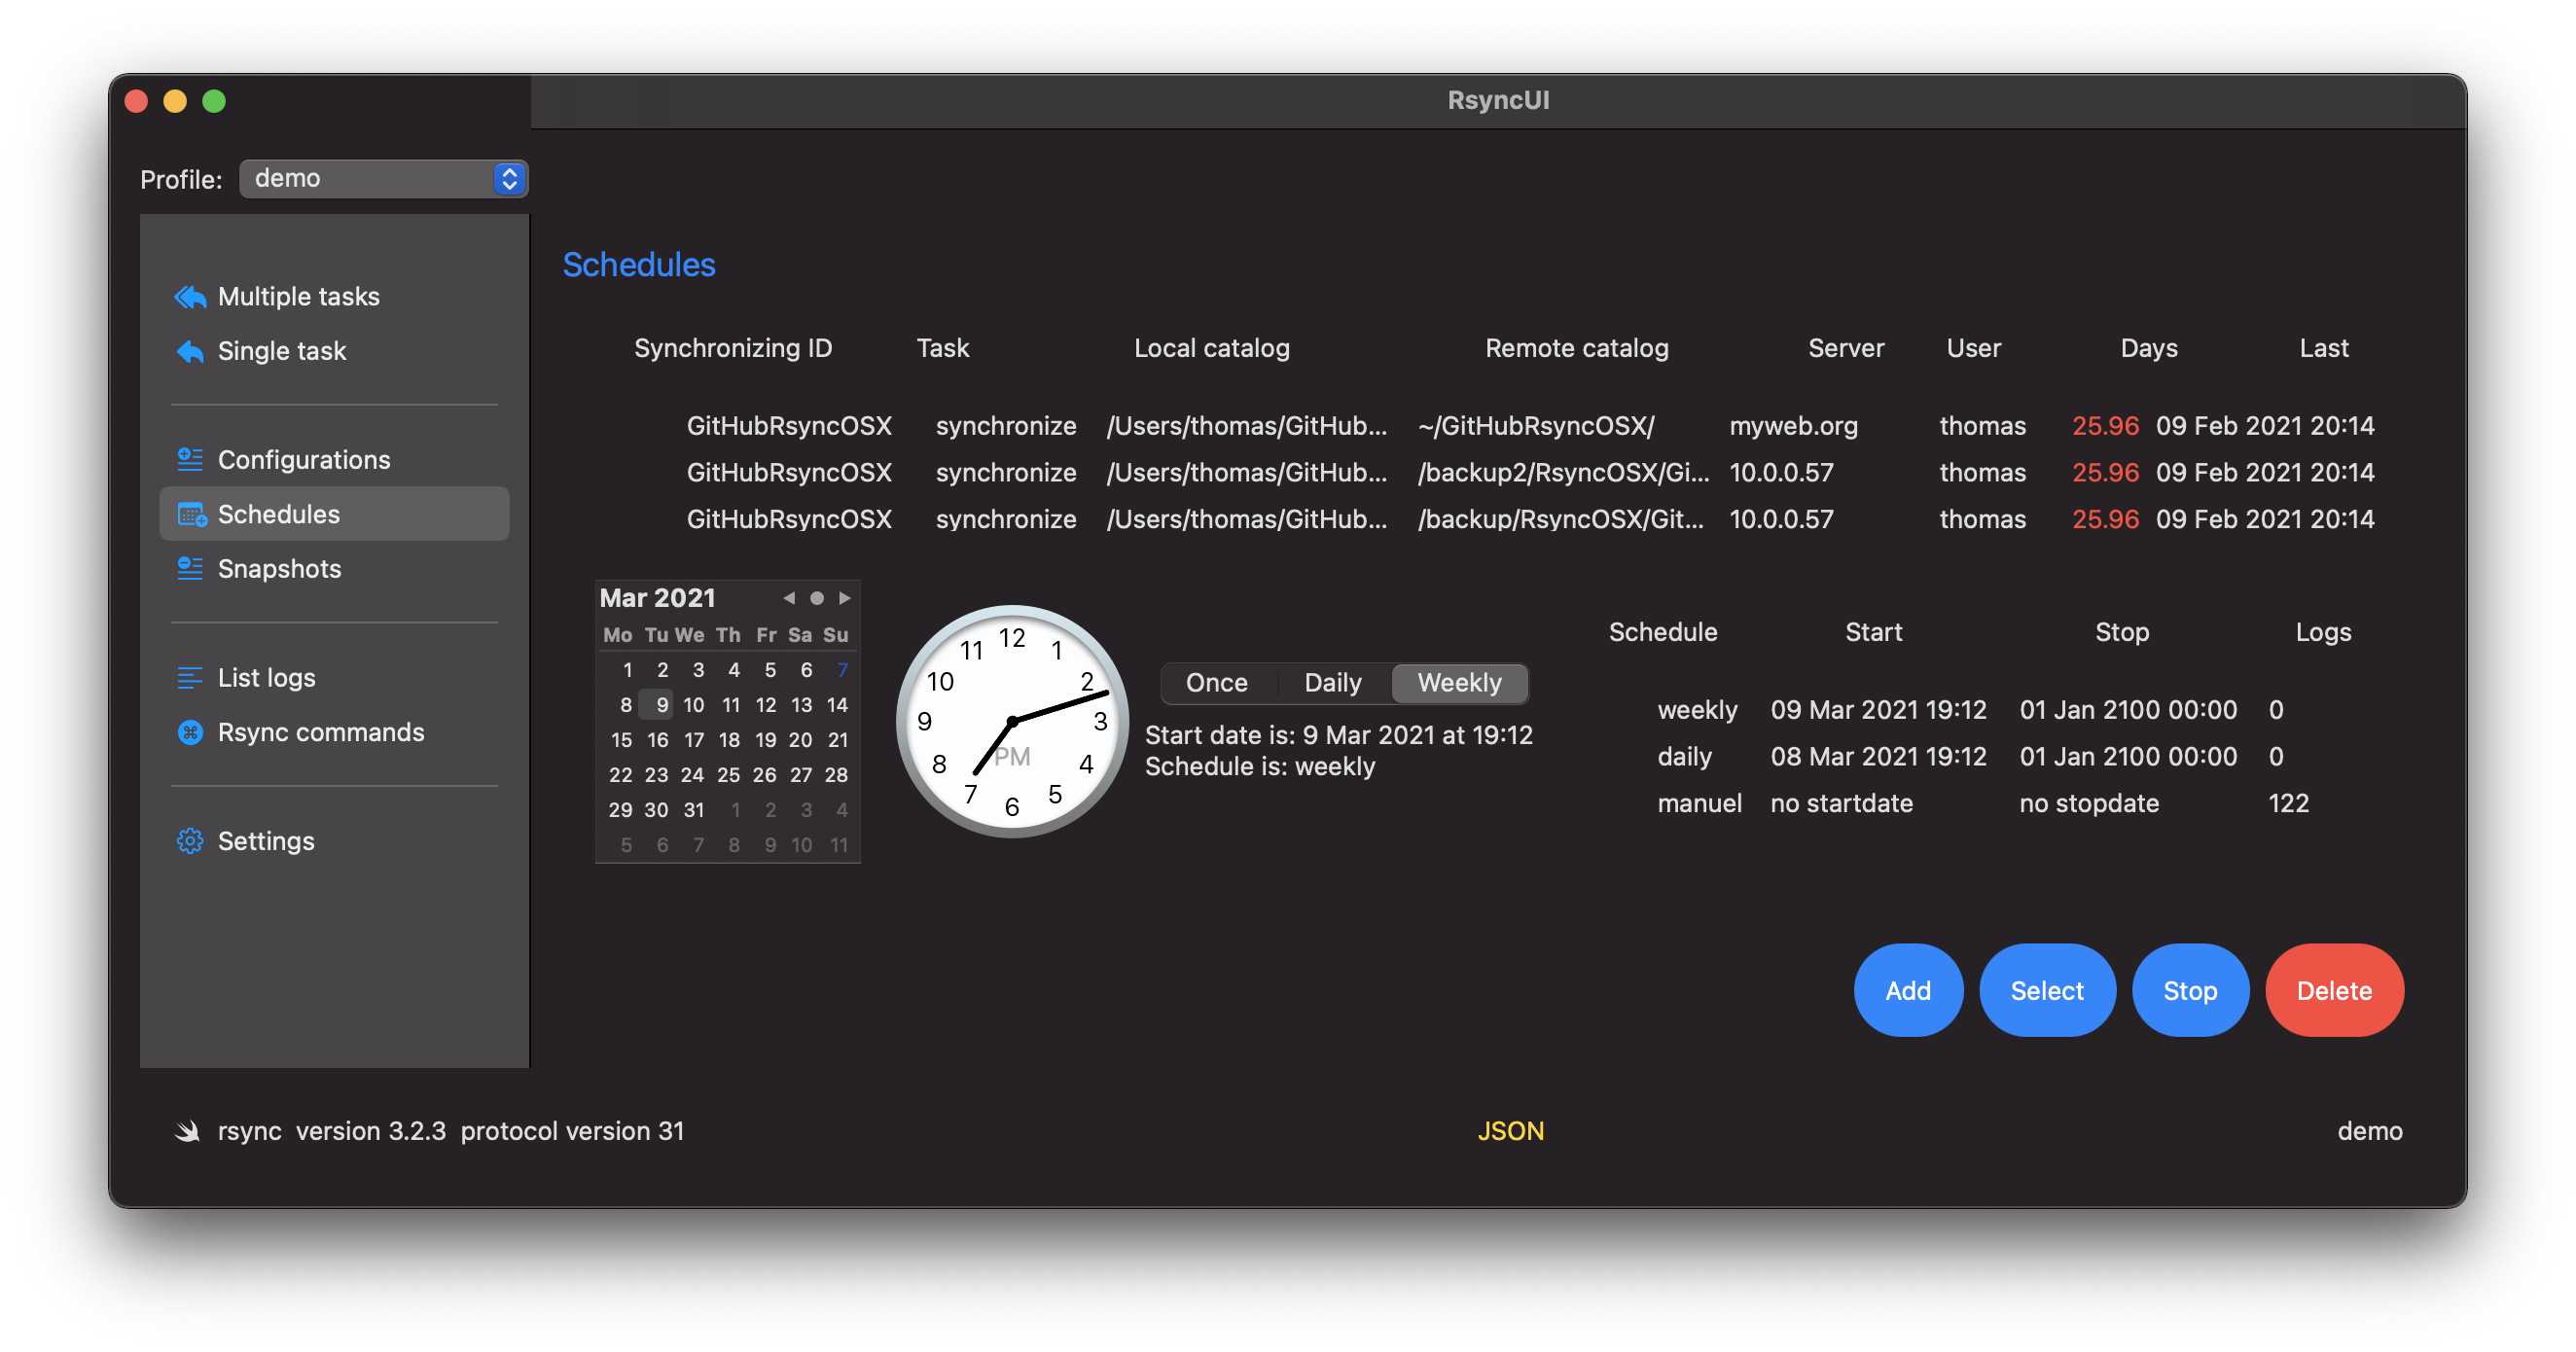 RsyncUI
Profile: demo
Multiple tasks
Single task
Configurations
Schedules
Snapshots
List logs
Rsync commands
Settings
Schedules
Synchronizing ID Task Local catalog Remote catalog Server User Days Last
GitHubRsyncOSX synchronize /Users/thomas/GitHub... ~/GitHubRsyncOSX/ myweb.org thomas 25.96 09 Feb 2021 20:14
GitHubRsyncOSX synchronize /Users/thomas/GitHub... /backup2/RsyncOSX/Gi... 10.0.0.57 thomas 25.96 09 Feb 2021 20:14
GitHubRsyncOSX synchronize /Users/thomas/GitHub... /backup/RsyncOSX/Git... 10.0.0.57 thomas 25.96 09 Feb 2021 20:14
Mar 2021
Mo Tu We Th Fr Sa Su
1 2 3 4 5 6 7
8 9 10 11 12 13 14
15 16 17 18 19 20 21
22 23 24 25 26 27 28
29 30 31 1 2 3 4
5 6 7 8 9 10 11
12
11 1
10 2
9 3
PM
8 4
7 5
6
Once Daily Weekly
Start date is: 9 Mar 2021 at 19:12
Schedule is: weekly
Schedule Start Stop Logs
weekly 09 Mar 2021 19:12 01 Jan 2100 00:00 0
daily 08 Mar 2021 19:12 01 Jan 2100 00:00 0
manuel no startdate no stopdate 122
Add Select Stop Delete
rsync version 3.2.3 protocol version 31
JSON
demo